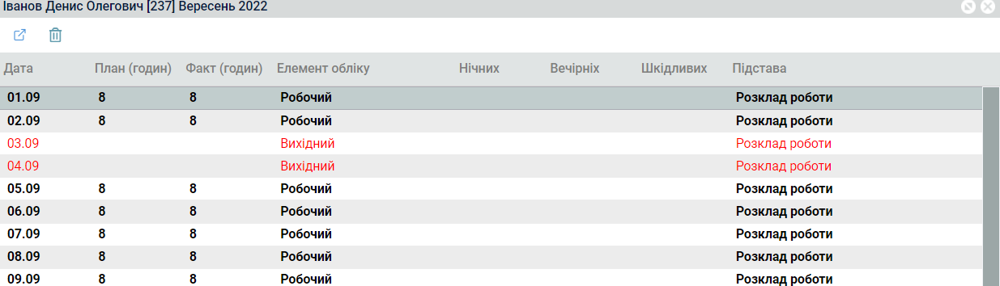 Іванов Денис Олегович [237] Вересень 2022
Дата План (годин) Факт (годин) Елемент обліку Нічних Вечірніх Шкідливих Підстава
01.09 8 8 Робочий Розклад роботи
02.09 8 8 Робочий Розклад роботи
03.09 Вихідний Розклад роботи
04.09 Вихідний Розклад роботи
05.09 8 8 Робочий Розклад роботи
06.09 8 8 Робочий Розклад роботи
07.09 8 8 Робочий Розклад роботи
08.09 8 8 Робочий Розклад роботи
09.09 8 8 Робочий Розклад роботи